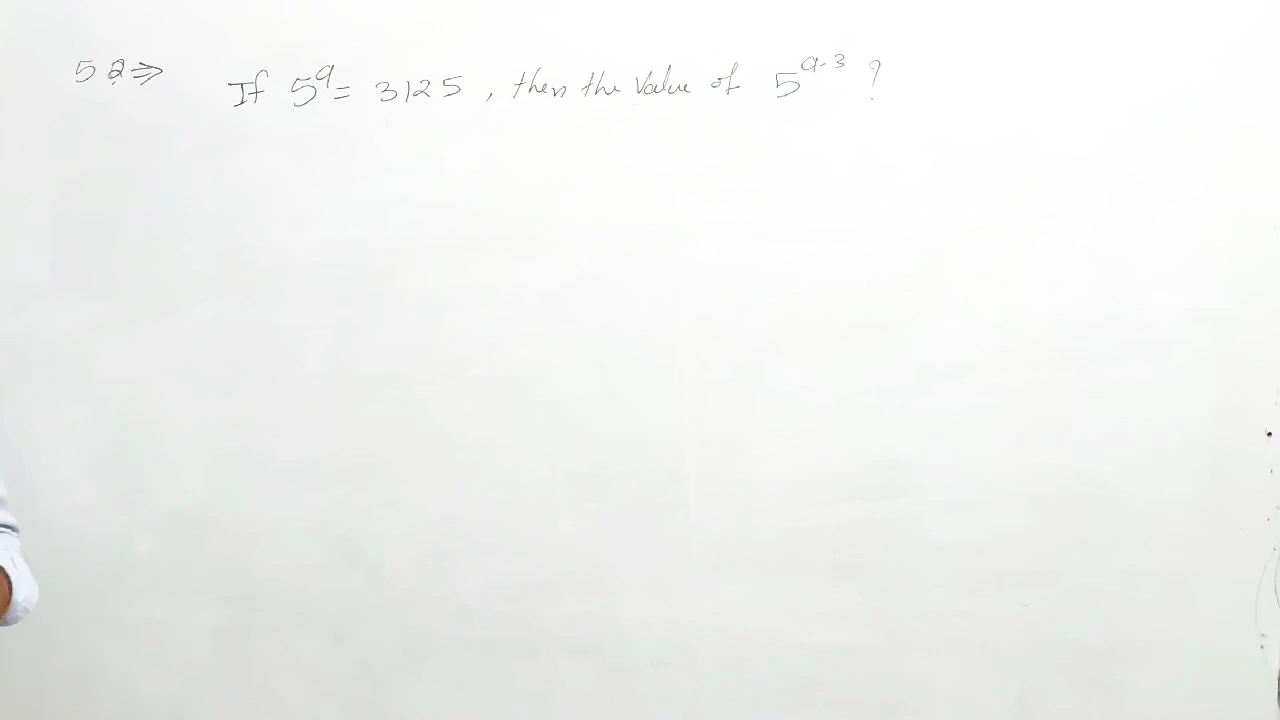 52⇒ If 5^a = 3125, then the value of 5^a-3 ?